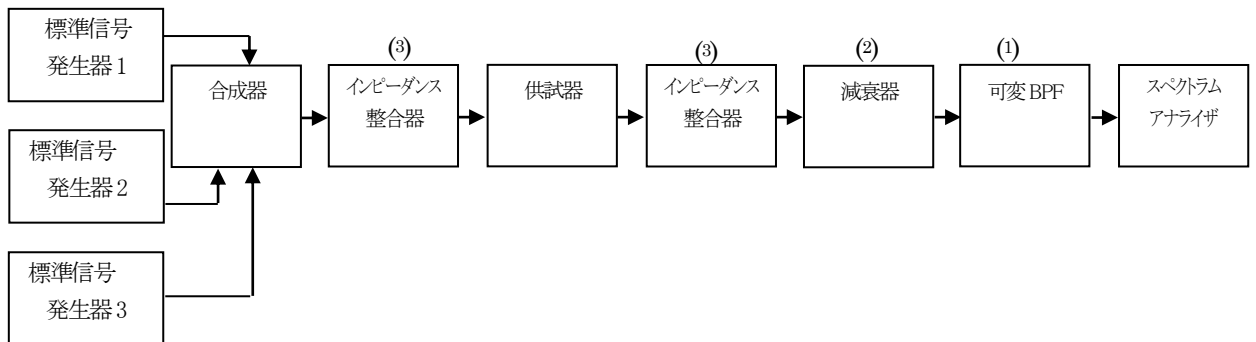 標準信号
発生器1
標準信号
発生器2
標準信号
発生器3
合成器
(3)
インピーダンス
整合器
供試器
(3)
インピーダンス
整合器
(2)
減衰器
(1)
可変BPF
スペクトラム
アナライザ